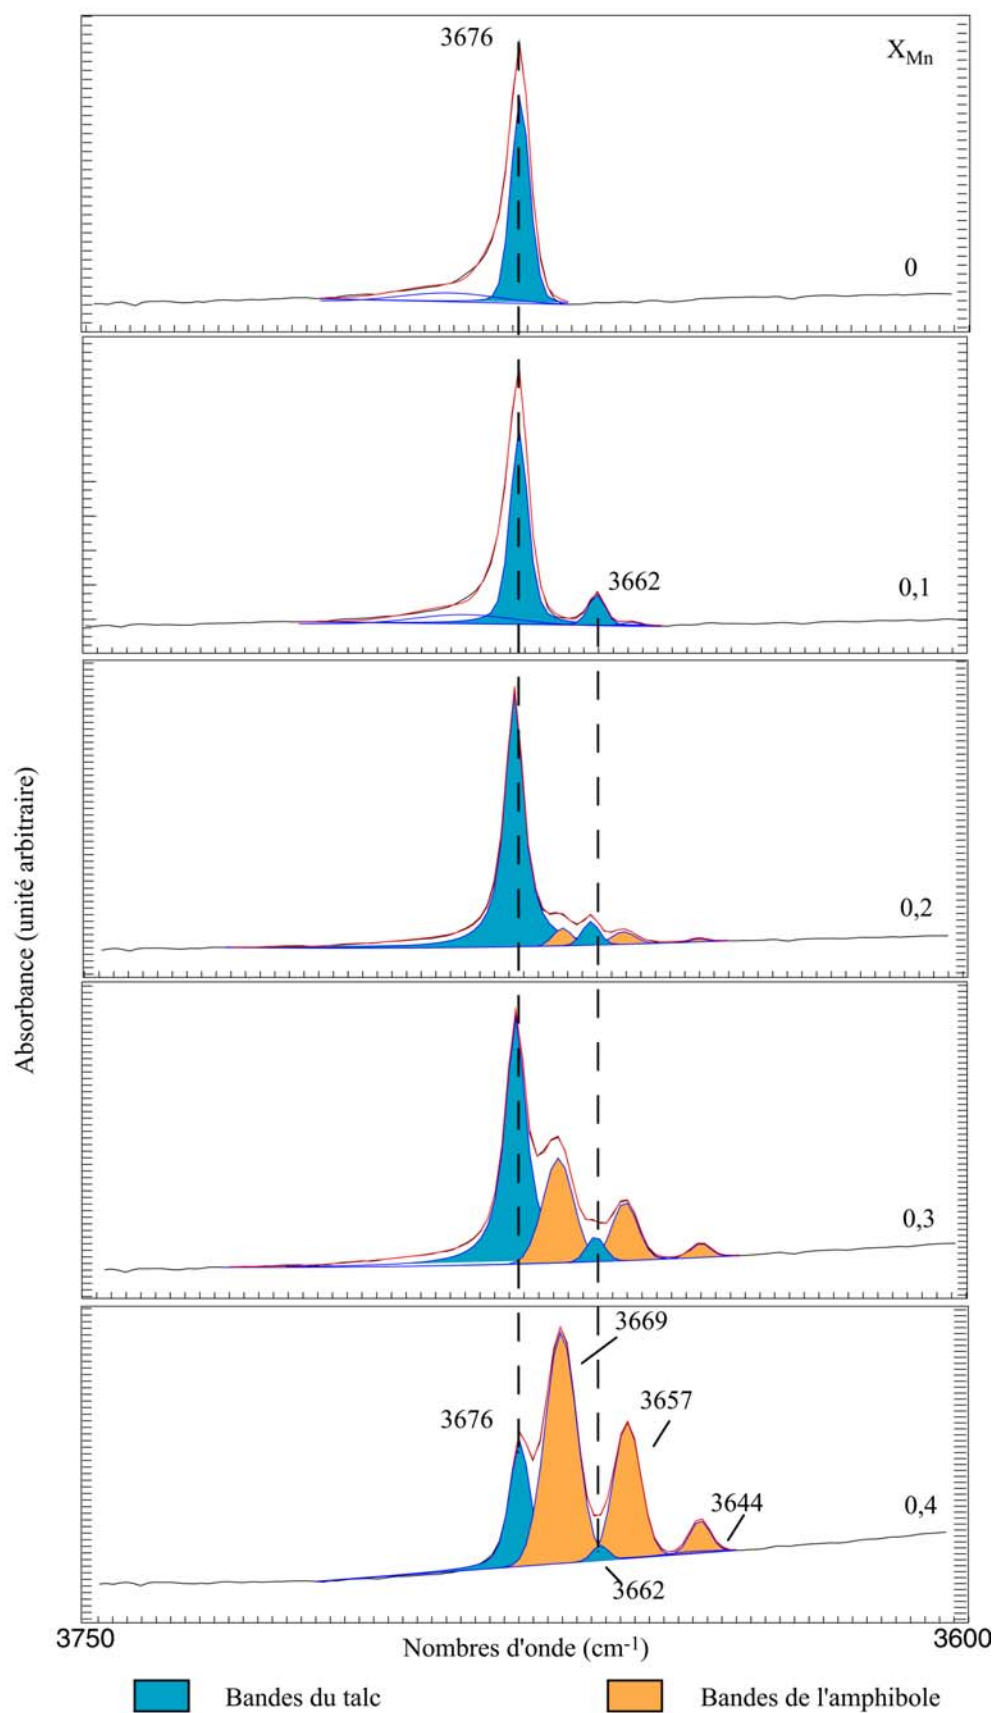 3676
X_Mn
0
3662
0,1
0,2
0,3
3669
3657
3676
3644
0,4
3662
Absorbance (unité arbitraire)
3750
Nombres d'onde (cm⁻¹)
3600
Bandes du talc
Bandes de l'amphibole